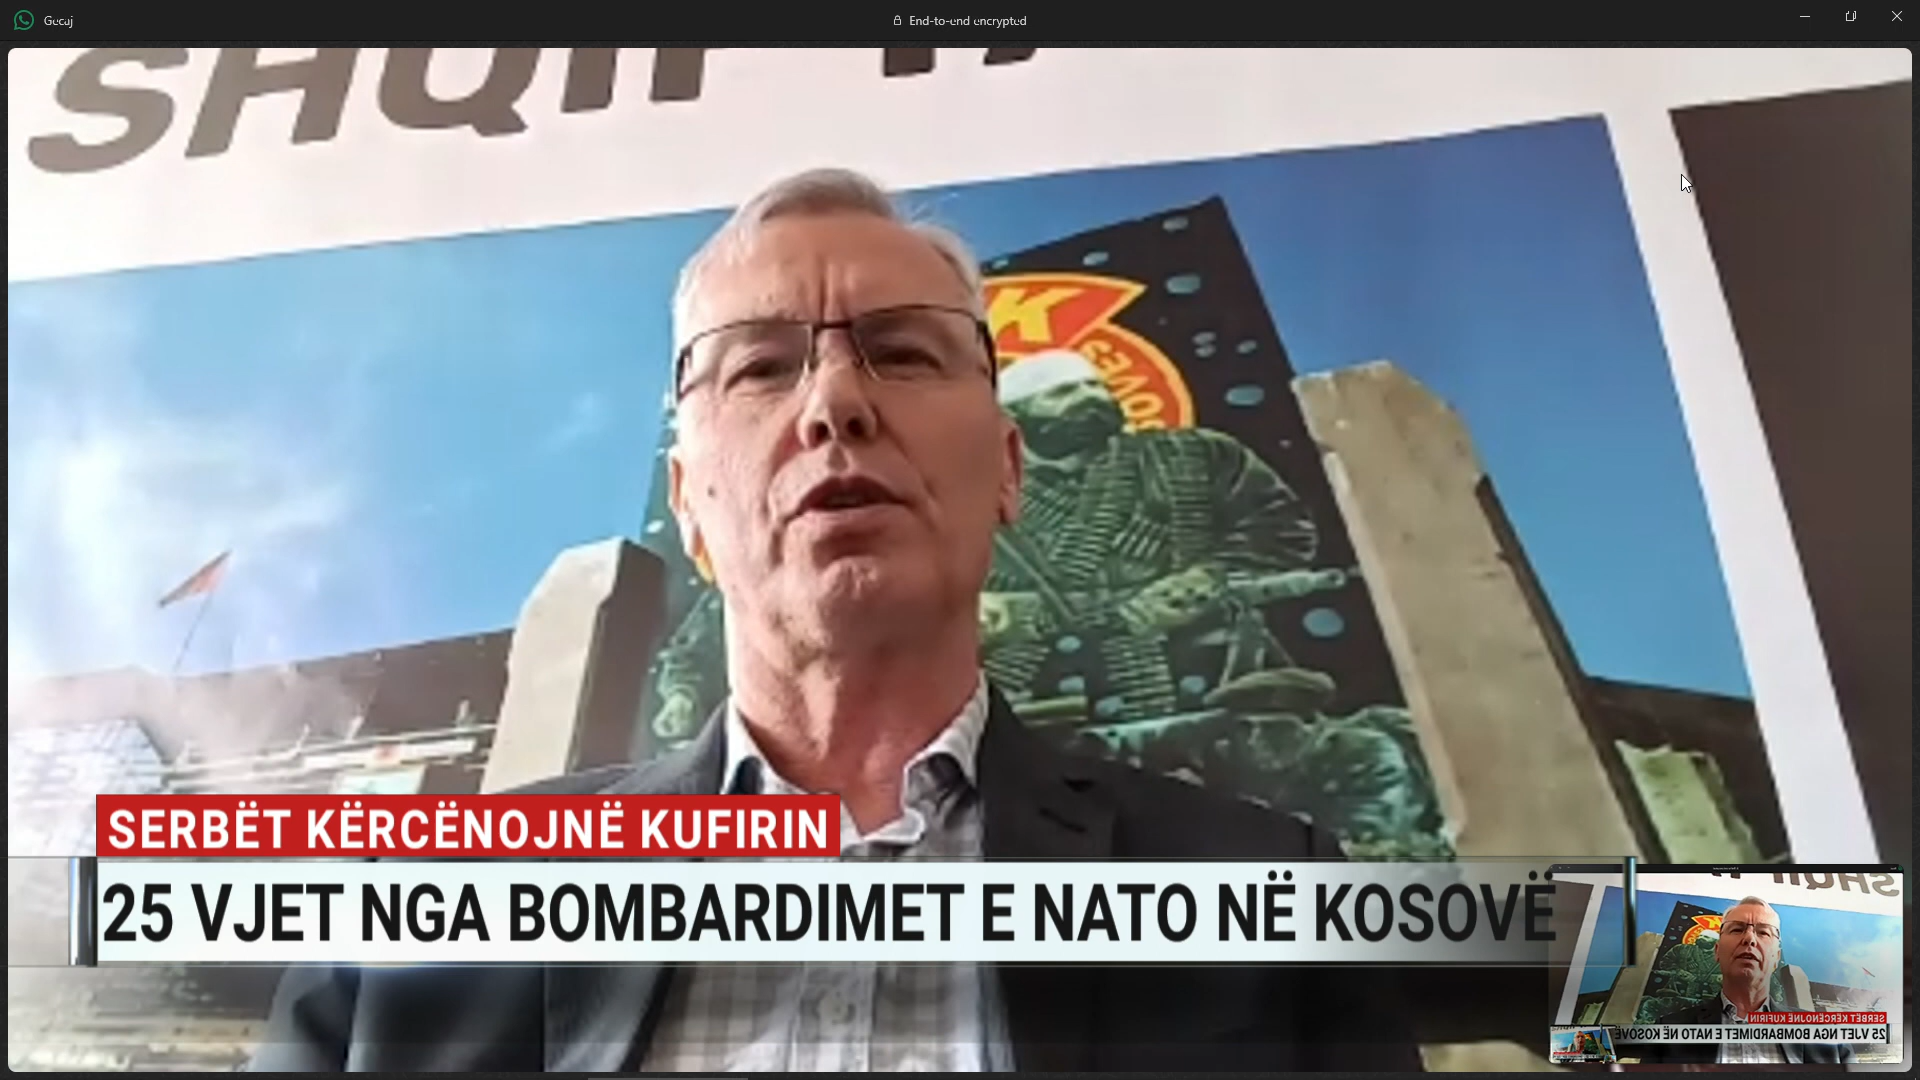 Gecaj
End-to-end encrypted
SHQIP
K
SERBËT KËRCËNOJNË KUFIRIN
25 VJET NGA BOMBARDIMET E NATO NË KOSOVË
SERBËT KËRCËNOJNË KUFIRIN
25 VJET NGA BOMBARDIMET E NATO NË KOSOVË